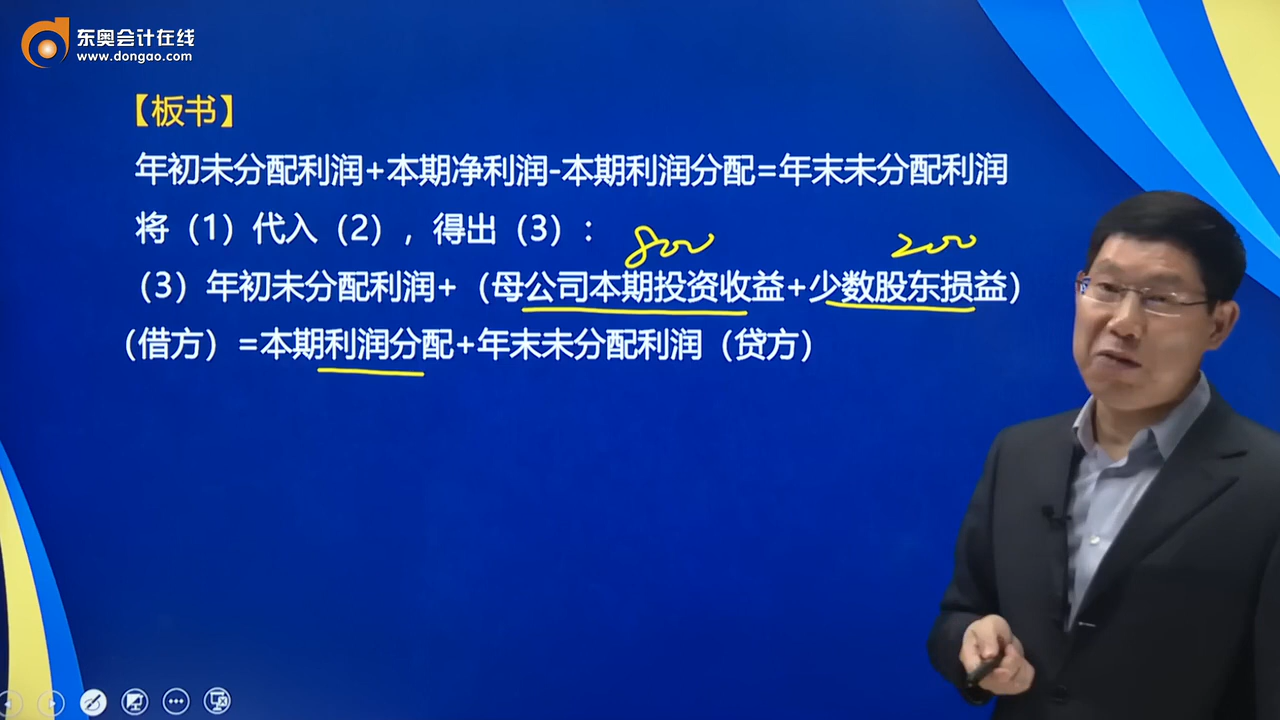 东奥会计在线
www.dongao.com
【板书】
年初未分配利润+本期净利润-本期利润分配=年末未分配利润
将（1）代入（2），得出（3）：
800
200
（3）年初未分配利润+（母公司本期投资收益+少数股东损益）
（借方）=本期利润分配+年末未分配利润（贷方）